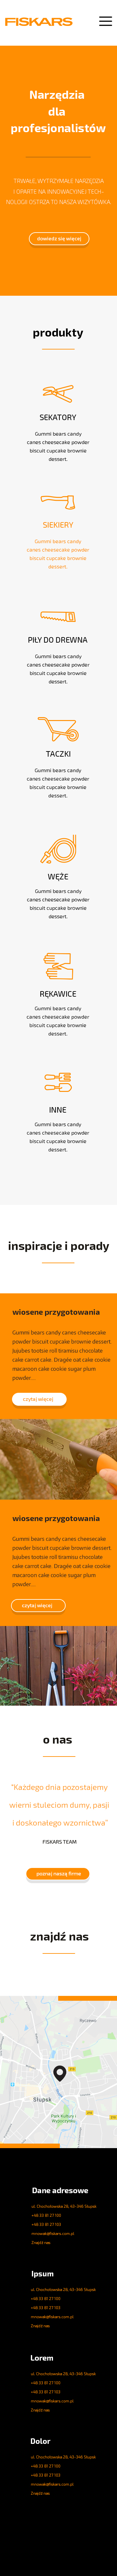 FISKARS
Narzędzia
dla
profesjonalistów
TRWAŁE, WYTRZYMAŁE NARZĘDZIA
I OPARTE NA INNOWACYJNEJ TECH-
NOLOGII OSTRZA TO NASZA WIZYTÓWKA.
dowiedz się więcej
produkty
SEKATORY
Gummi bears candy
canes cheesecake powder
biscuit cupcake brownie
dessert.
SIEKIERY
Gummi bears candy
canes cheesecake powder
biscuit cupcake brownie
dessert.
PIŁY DO DREWNA
Gummi bears candy
canes cheesecake powder
biscuit cupcake brownie
dessert.
TACZKI
Gummi bears candy
canes cheesecake powder
biscuit cupcake brownie
dessert.
WĘŻE
Gummi bears candy
canes cheesecake powder
biscuit cupcake brownie
dessert.
RĘKAWICE
Gummi bears candy
canes cheesecake powder
biscuit cupcake brownie
dessert.
INNE
Gummi bears candy
canes cheesecake powder
biscuit cupcake brownie
dessert.
inspiracje i porady
wiosene przygotowania
Gummi bears candy canes cheesecake
powder biscuit cupcake brownie dessert.
Jujubes tootsie roll tiramisu chocolate
cake carrot cake. Dragée oat cake cookie
macaroon cake cookie sugar plum
powder...
czytaj więcej
wiosene przygotowania
Gummi bears candy canes cheesecake
powder biscuit cupcake brownie dessert.
Jujubes tootsie roll tiramisu chocolate
cake carrot cake. Dragée oat cake cookie
macaroon cake cookie sugar plum
powder...
czytaj więcej
o nas
"Każdego dnia pozostajemy
wierni stuleciom dumy, pasji
i doskonałego wzornictwa"
FISKARS TEAM
poznaj naszą firmę
znajdź nas
Słupsk
Park Kultury i
Wypoczynku
Dane adresowe
ul. Chocholowska 28, 43-346 Słupsk
+48 33 81 27 100
+48 33 81 27 103
mnowak@fiskars.com.pl
Znajdź nas
Ipsum
ul. Chocholowska 28, 43-346 Słupsk
+48 33 81 27 100
+48 33 81 27 103
mnowak@fiskars.com.pl
Znajdź nas
Lorem
ul. Chocholowska 28, 43-346 Słupsk
+48 33 81 27 100
+48 33 81 27 103
mnowak@fiskars.com.pl
Znajdź nas
Dolor
ul. Chocholowska 28, 43-346 Słupsk
+48 33 81 27 100
+48 33 81 27 103
mnowak@fiskars.com.pl
Znajdź nas